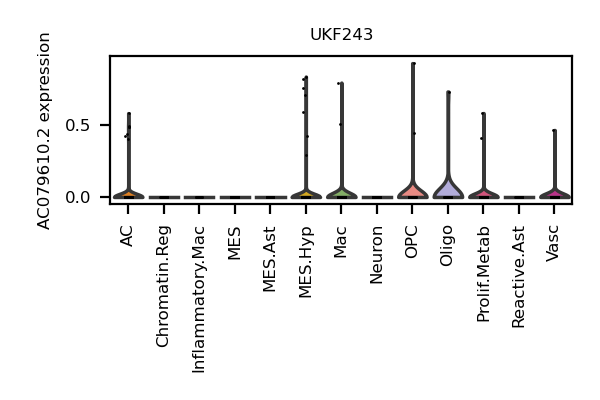 UKF243
AC079610.2 expression
0.5
0.0
AC
Chromatin.Reg
Inflammatory.Mac
MES
MES.Ast
MES.Hyp
Mac
Neuron
OPC
Oligo
Prolif.Metab
Reactive.Ast
Vasc